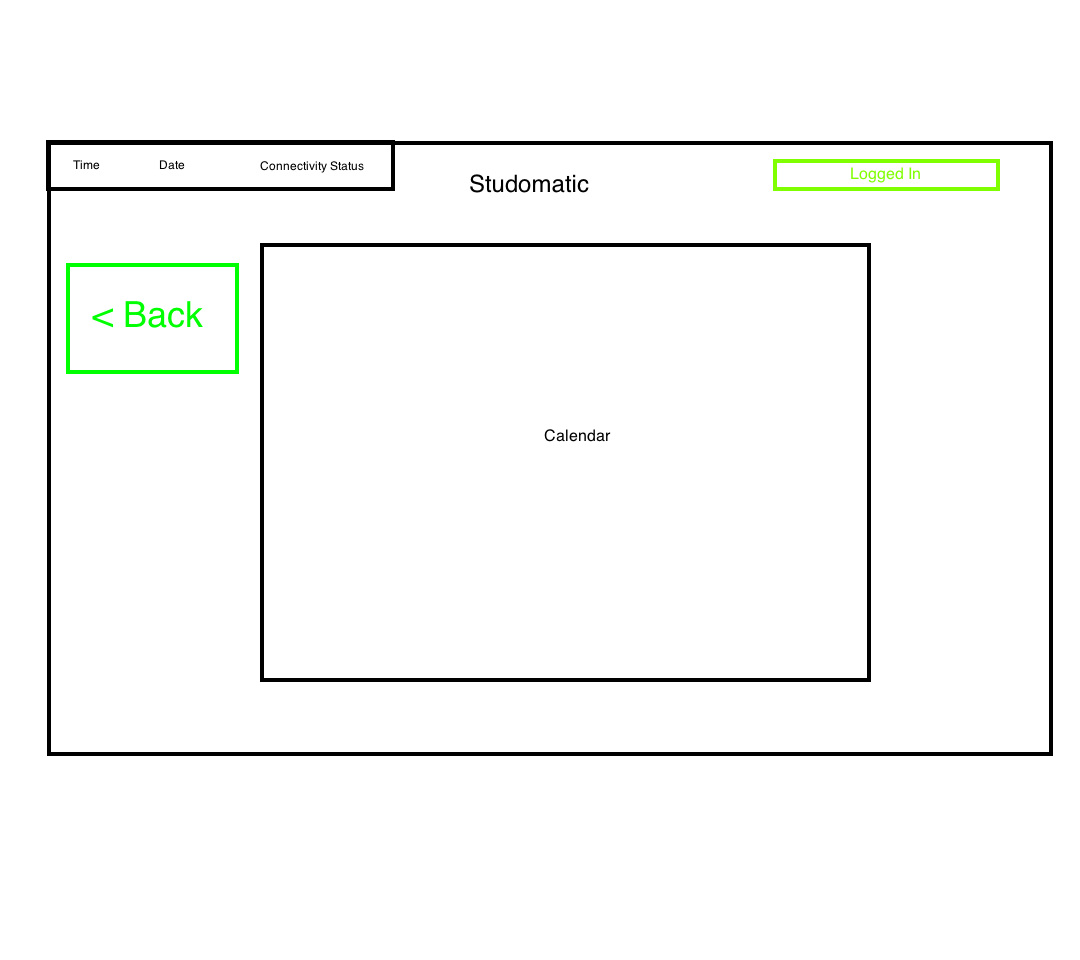 Time Date Connectivity Status
Studomatic
Logged In
< Back
Calendar